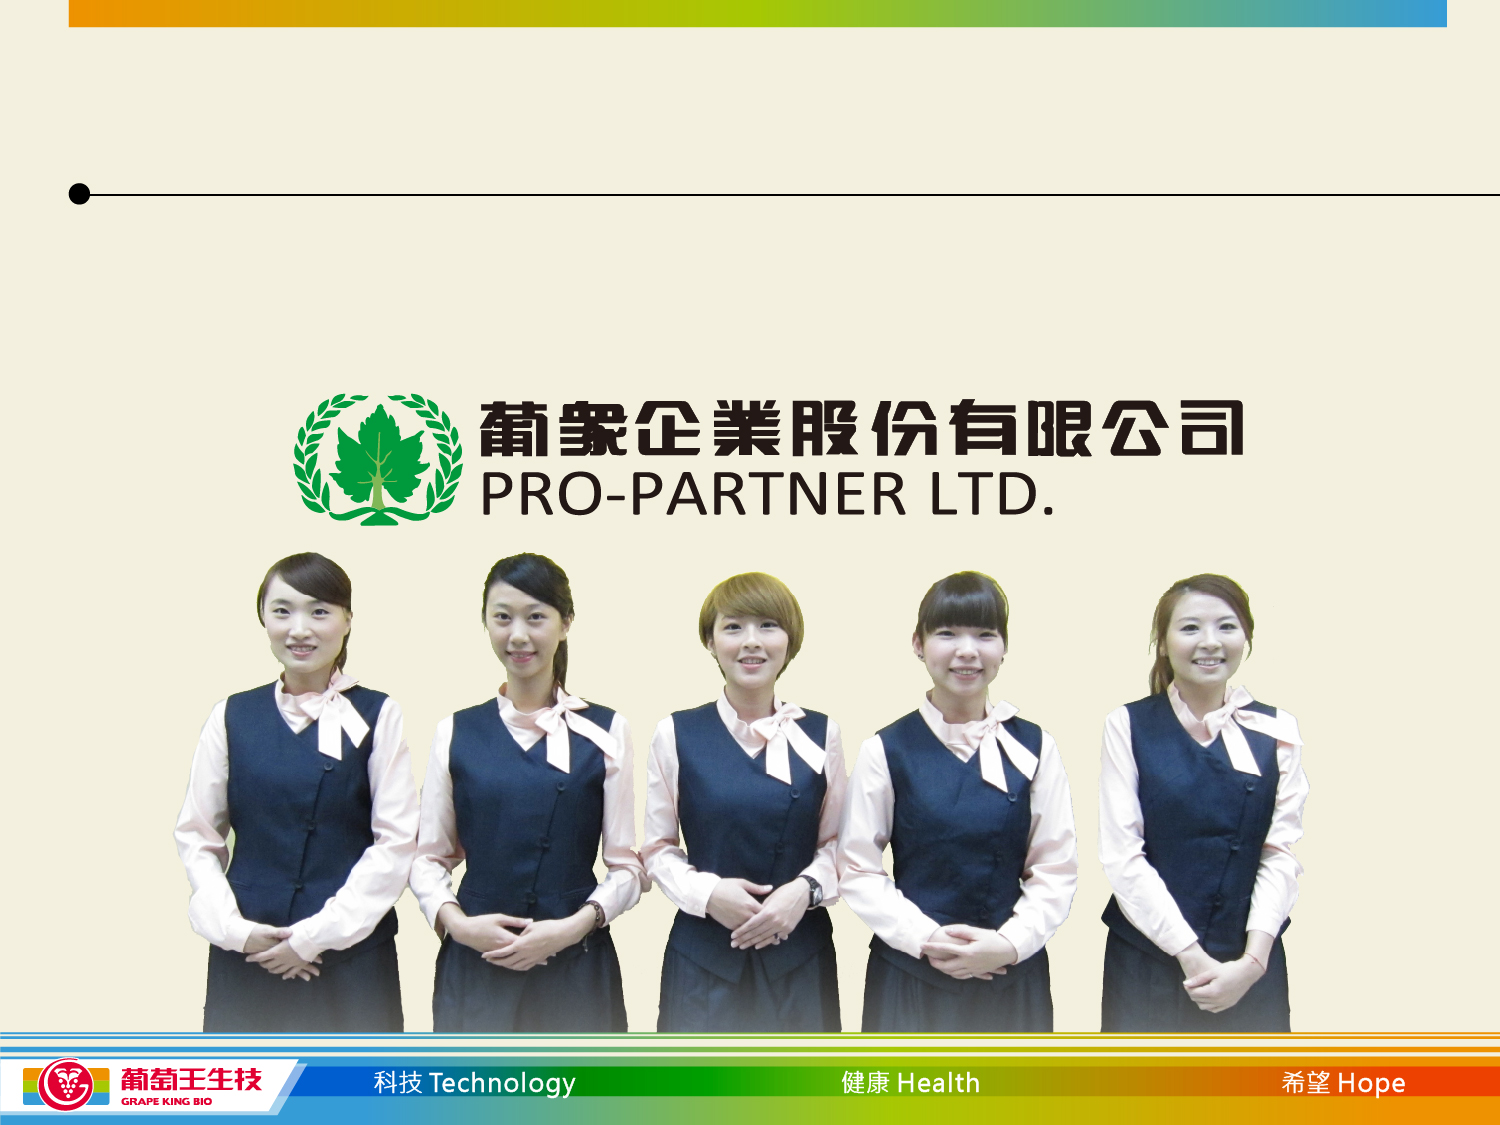 葡眾企業股份有限公司
PRO-PARTNER LTD.
葡萄王生技
GRAPE KING BIO
科技 Technology
健康 Health
希望 Hope